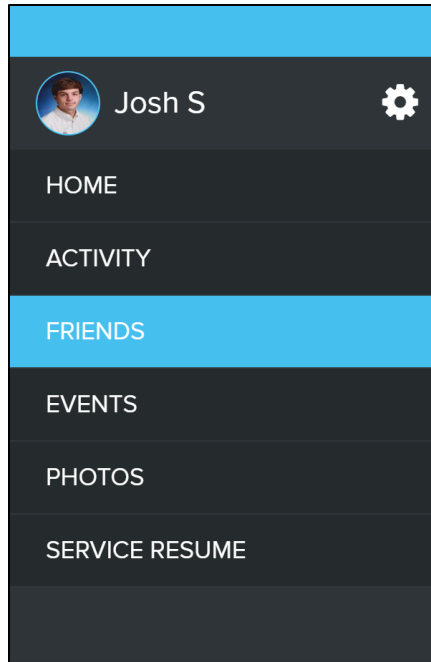 Josh S
HOME
ACTIVITY
FRIENDS
EVENTS
PHOTOS
SERVICE RESUME